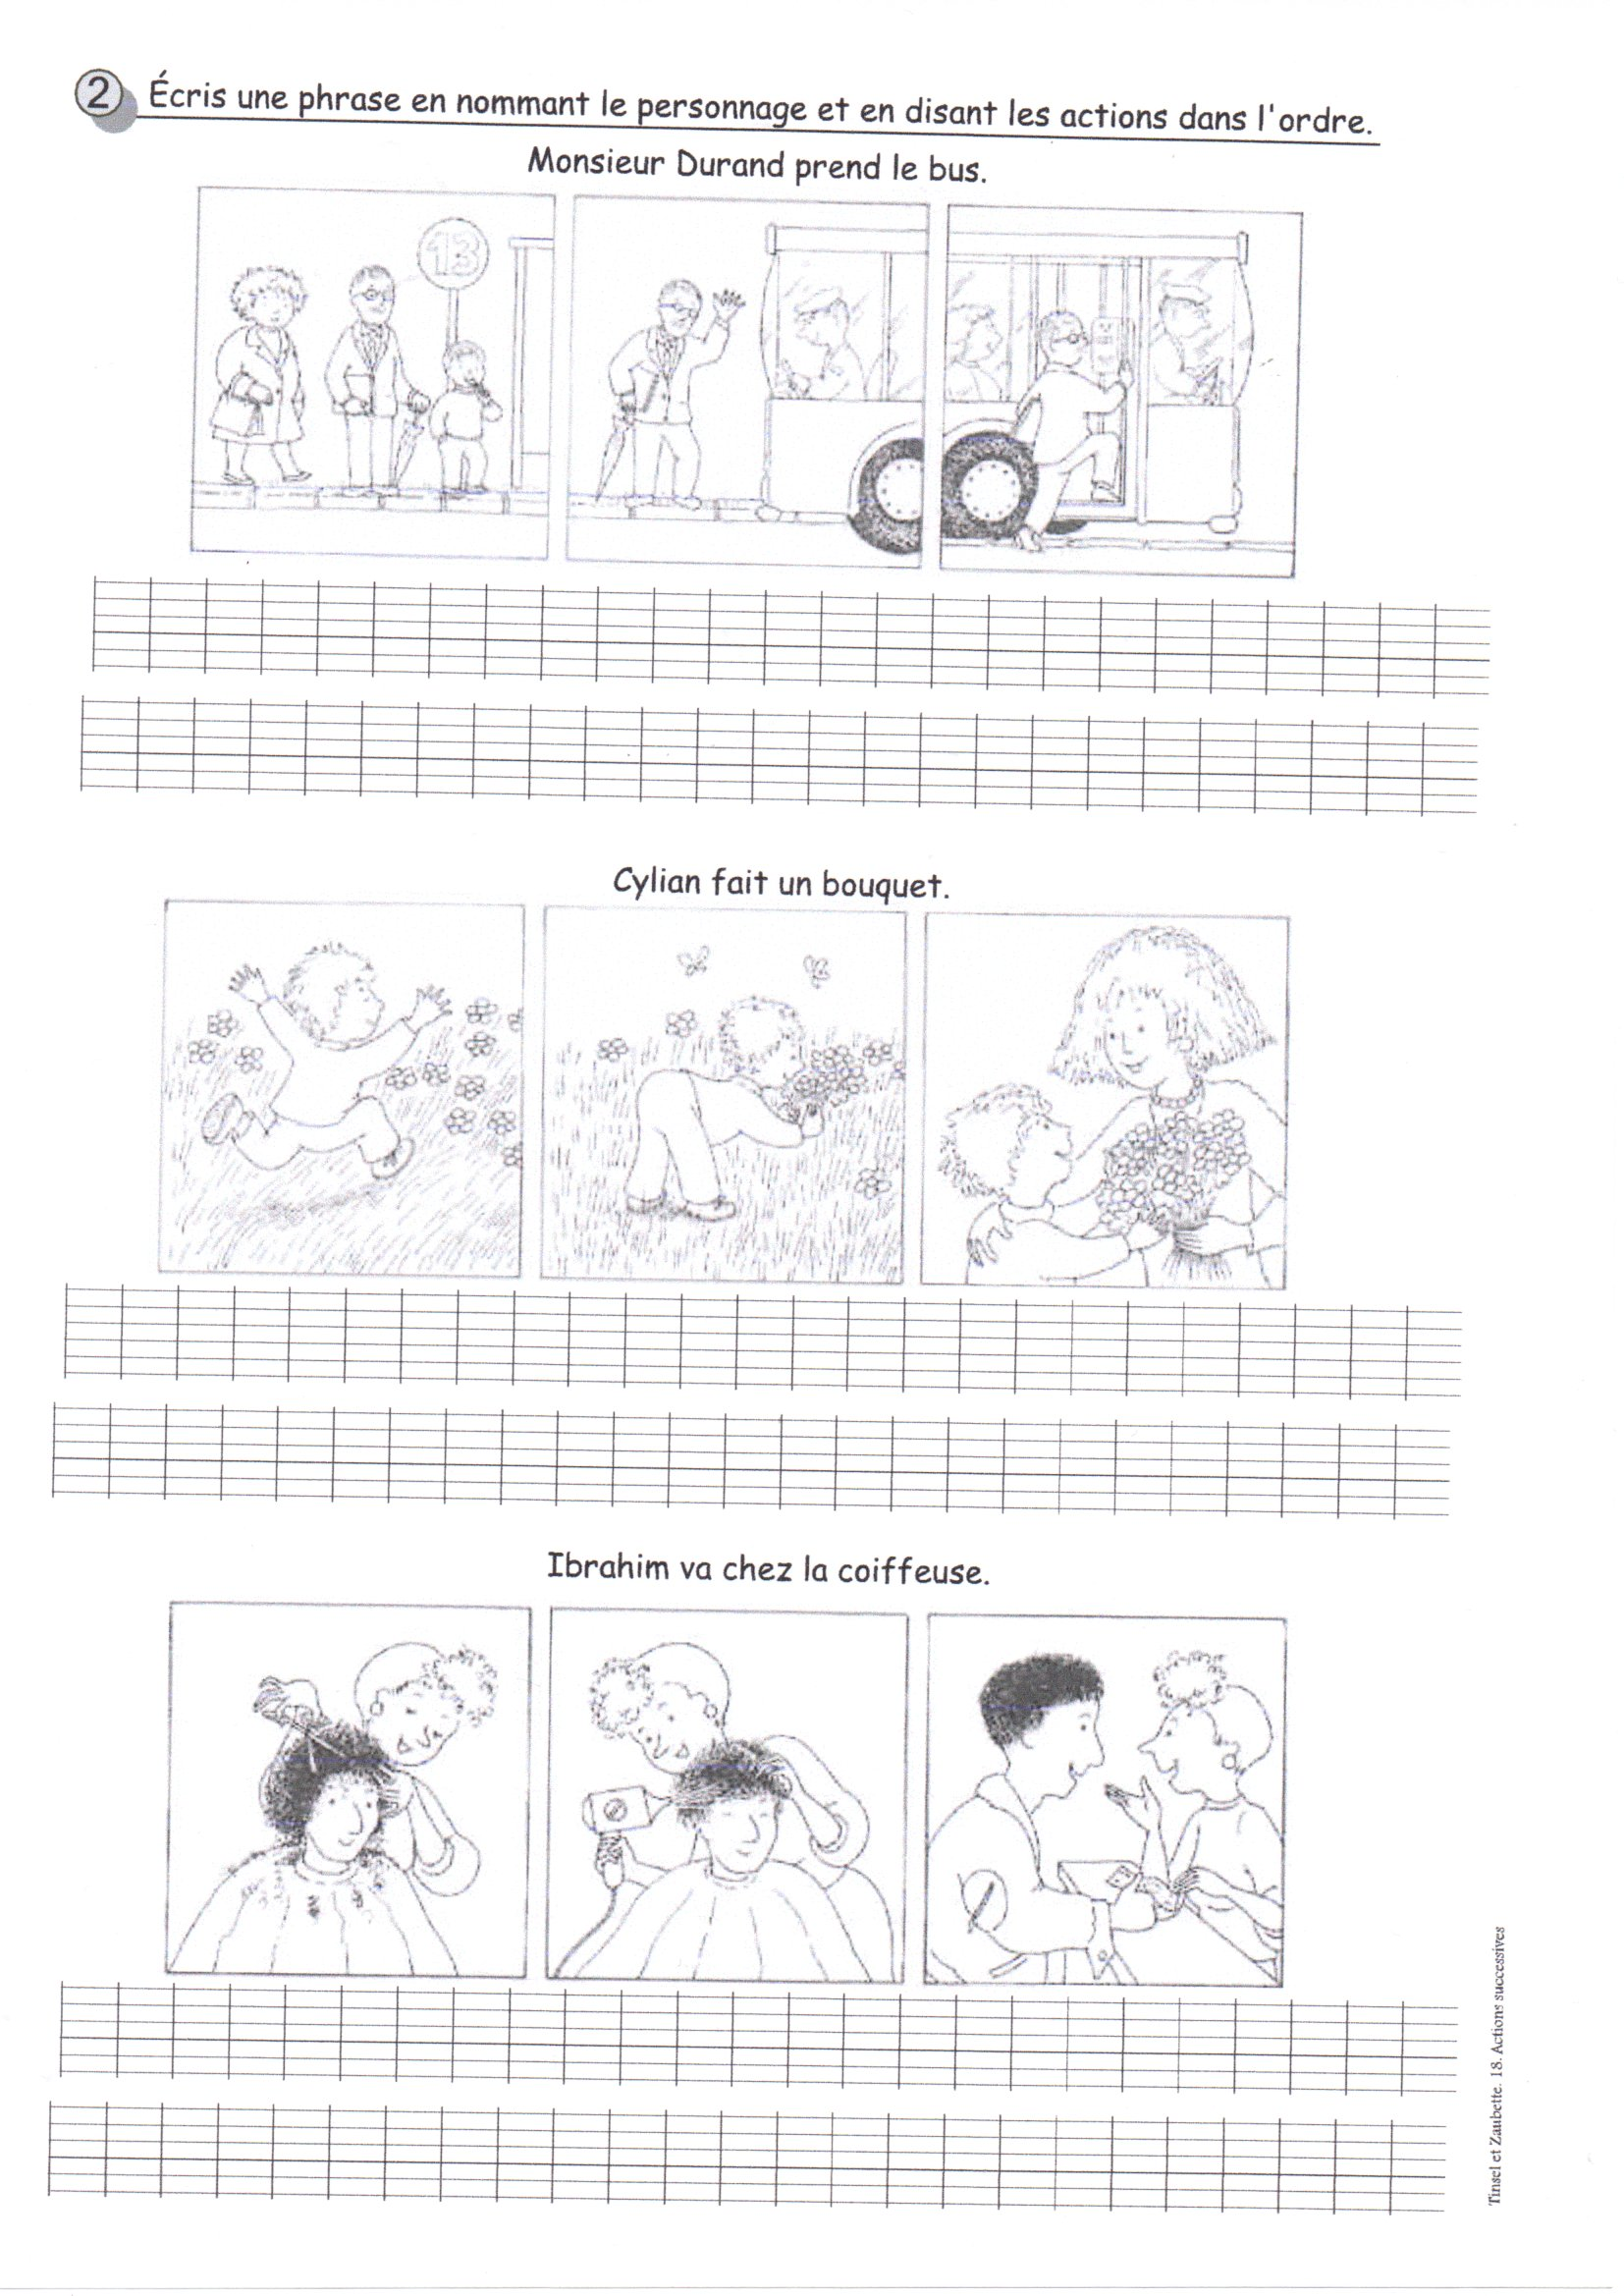 2 Écris une phrase en nommant le personnage et en disant les actions dans l'ordre.
Monsieur Durand prend le bus.
13
Cylian fait un bouquet.
Ibrahim va chez la coiffeuse.
Tinsel et Zaubette. 18. Actions successives